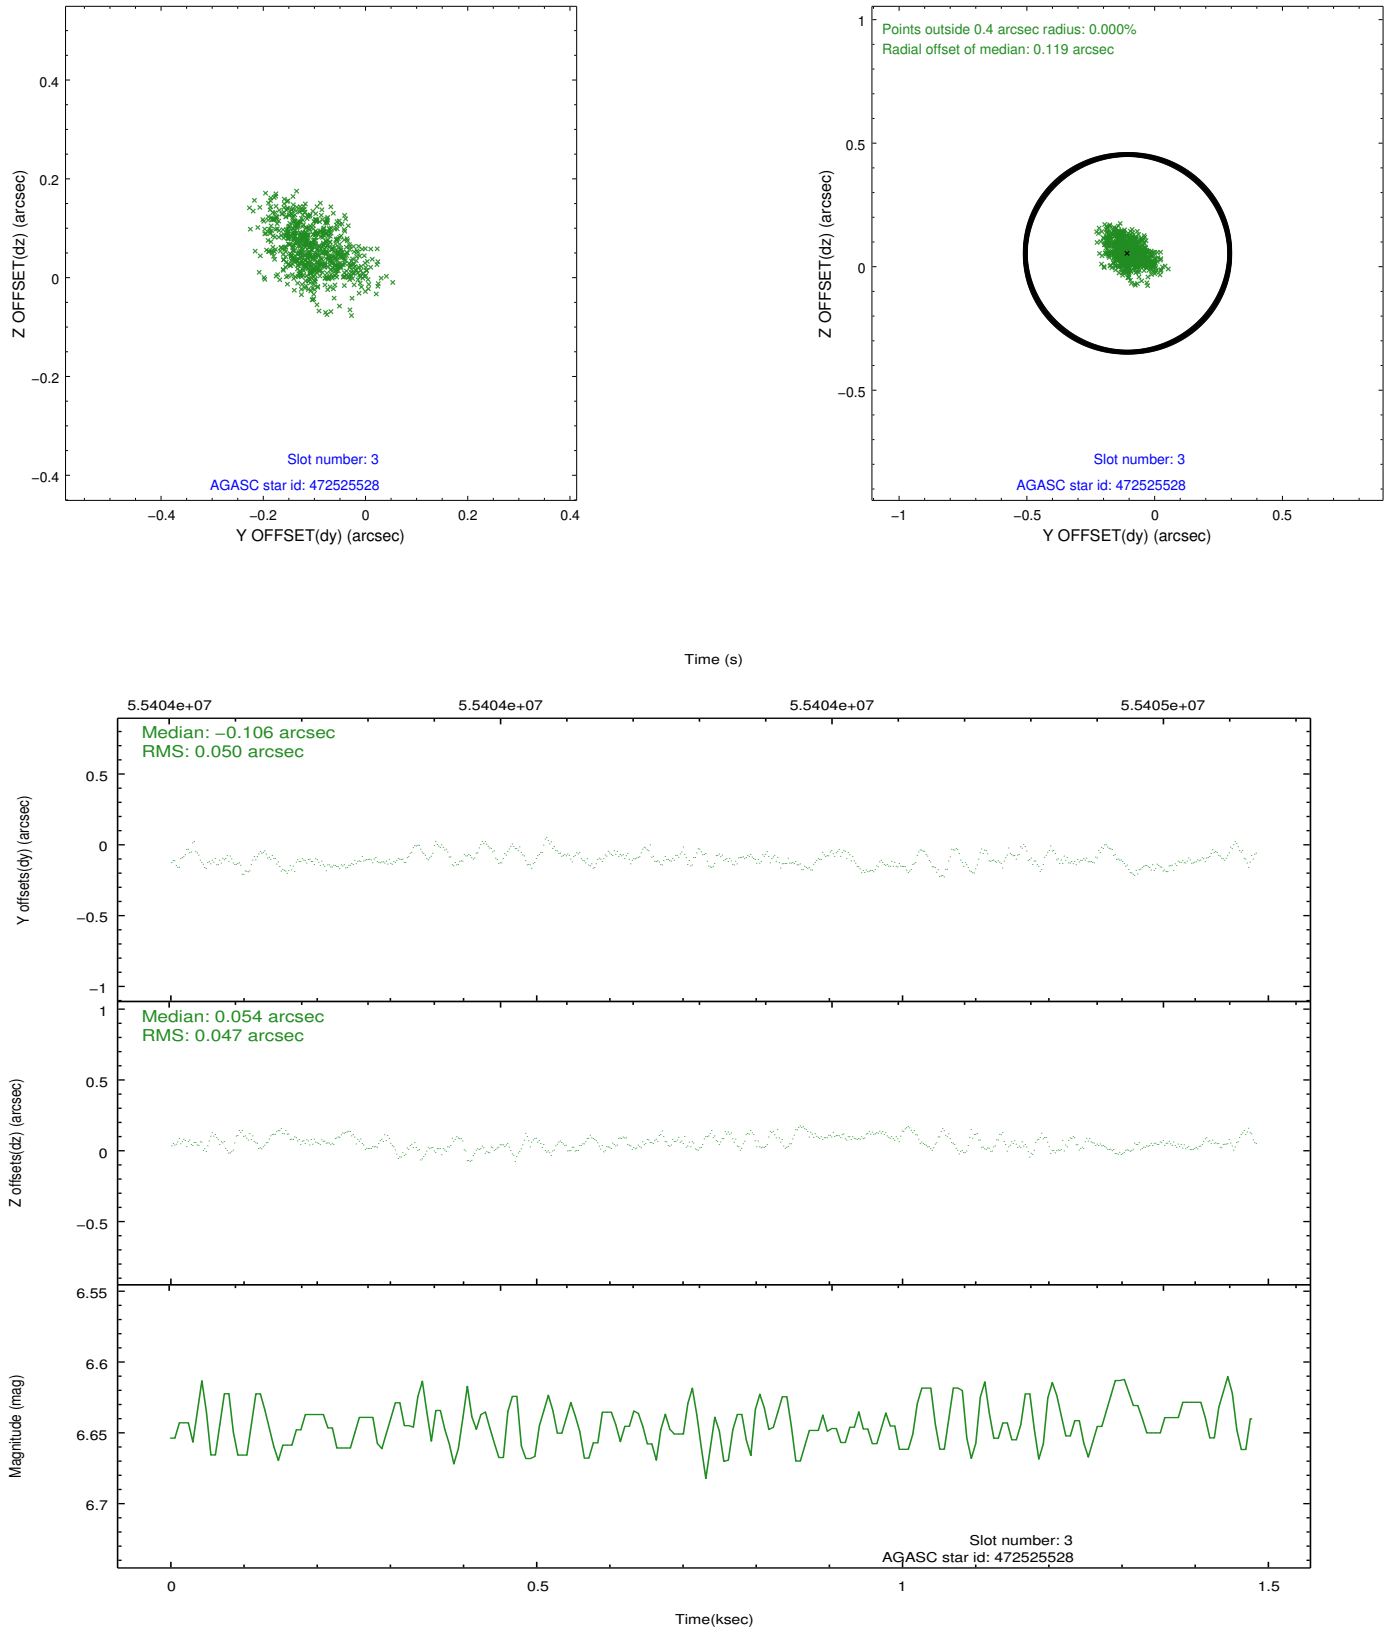 0.4
0.2
0
−0.2
−0.4
Z OFFSET(dz) (arcsec)
Slot number: 3
AGASC star id: 472525528
−0.4 −0.2 0 0.2 0.4
Y OFFSET(dy) (arcsec)
Points outside 0.4 arcsec radius: 0.000%
Radial offset of median: 0.119 arcsec
1
0.5
0
−0.5
Z OFFSET(dz) (arcsec)
Slot number: 3
AGASC star id: 472525528
−1 −0.5 0 0.5
Y OFFSET(dy) (arcsec)
Time (s)
5.5404e+07 5.5404e+07 5.5404e+07 5.5405e+07
Median: −0.106 arcsec
RMS: 0.050 arcsec
0.5
0
−0.5
−1
Y offsets(dy) (arcsec)
Median: 0.054 arcsec
RMS: 0.047 arcsec
1
0.5
0
−0.5
Z offsets(dz) (arcsec)
6.55
6.6
6.65
6.7
Magnitude (mag)
Slot number: 3
AGASC star id: 472525528
0 0.5 1 1.5
Time(ksec)